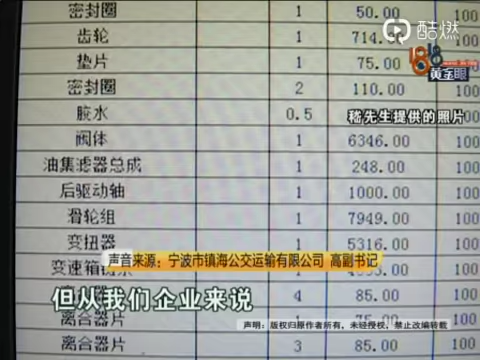 密封圈 1 50.00 100
酷燃
齿轮 1 714. 100
1818
黄金眼
垫片 1 75.00 100
密封圈 2 110.00 100
胶水 0.5 100
嵇先生提供的照片
阀体 1 6346.00 100
油集滤器总成 1 248.00 100
后驱动轴 1 1000.00 100
滑轮组 1 7949.00 100
变扭器 1 5316.00 100
声音来源：宁波市镇海公交运输有限公司 高副书记
变速箱
但从我们企业来说
离合器片 4 85.00 100
声明：版权归原作者所有，未经授权，禁止改编转载
离合器片 3 85.00 100